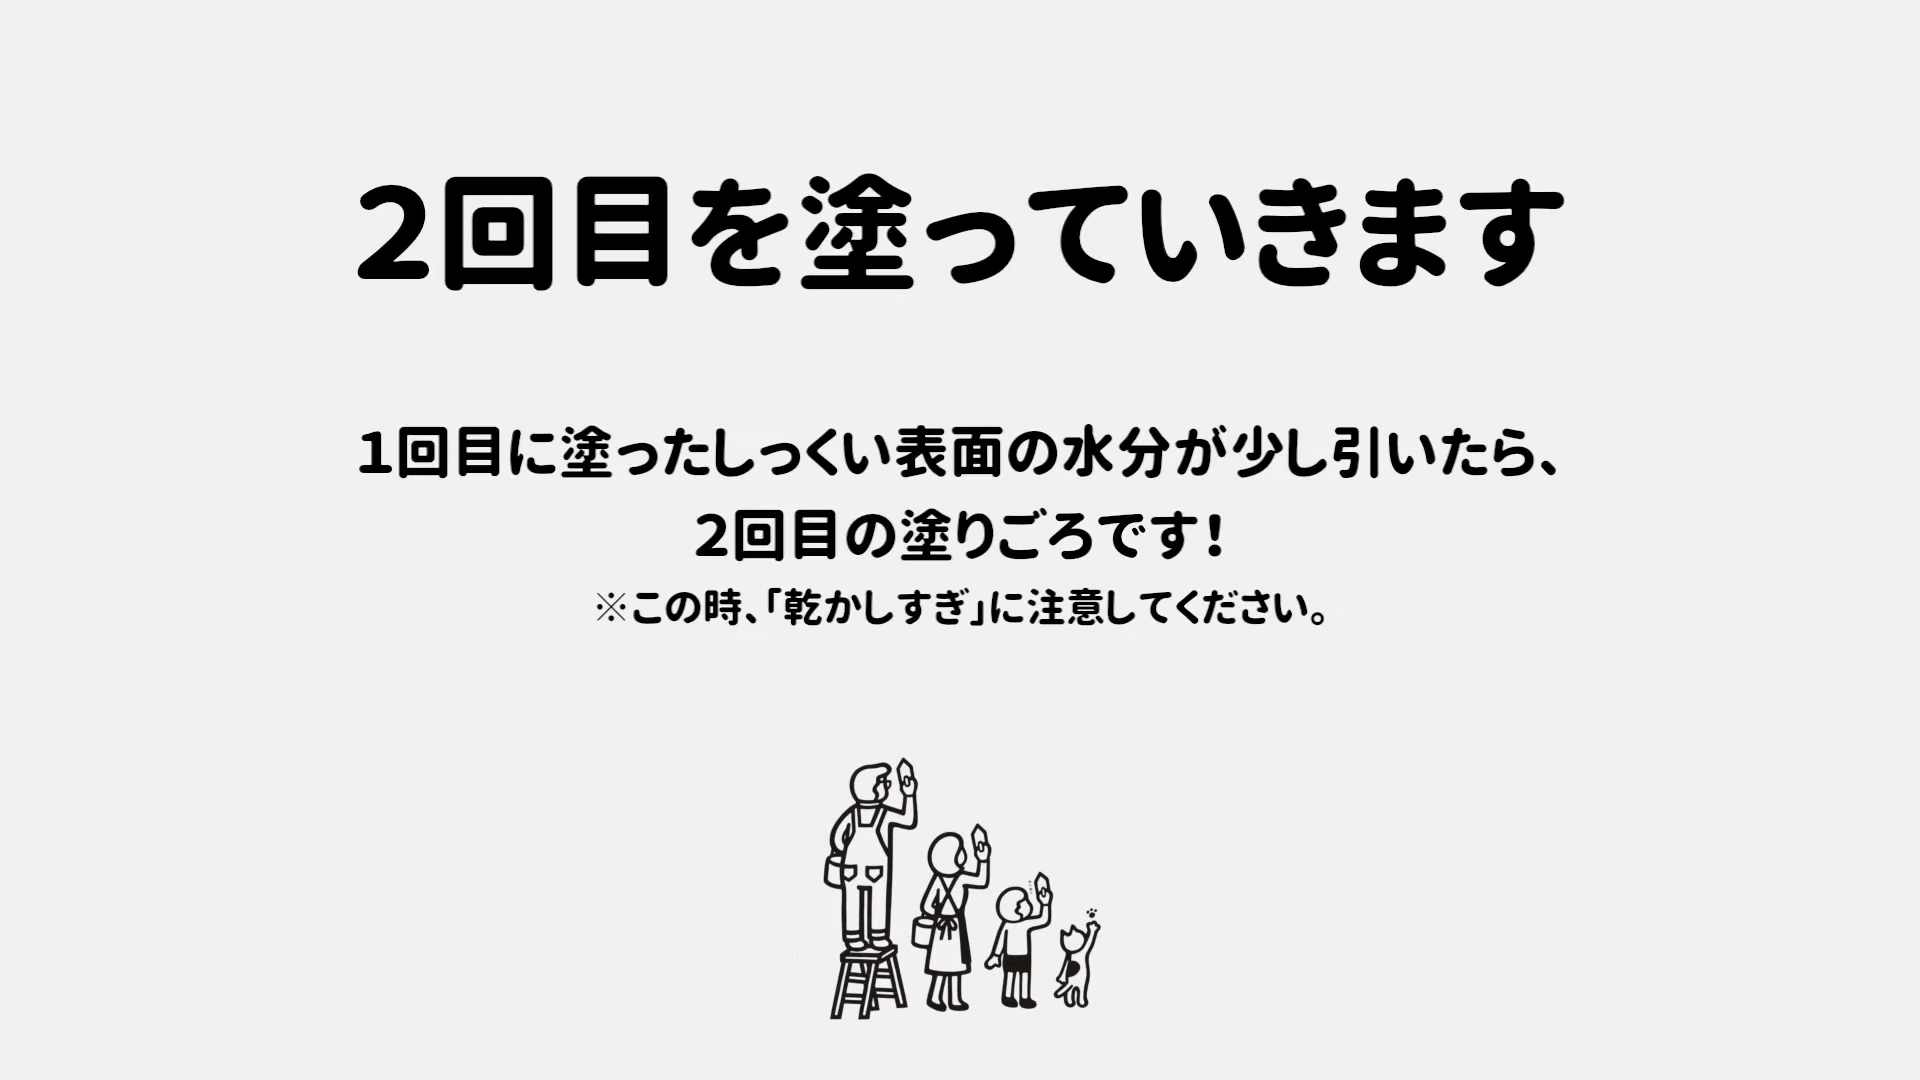 2回目を塗っていきます
1回目に塗ったしっくい表面の水分が少し引いたら、
2回目の塗りごろです！
※この時、「乾かしすぎ」に注意してください。